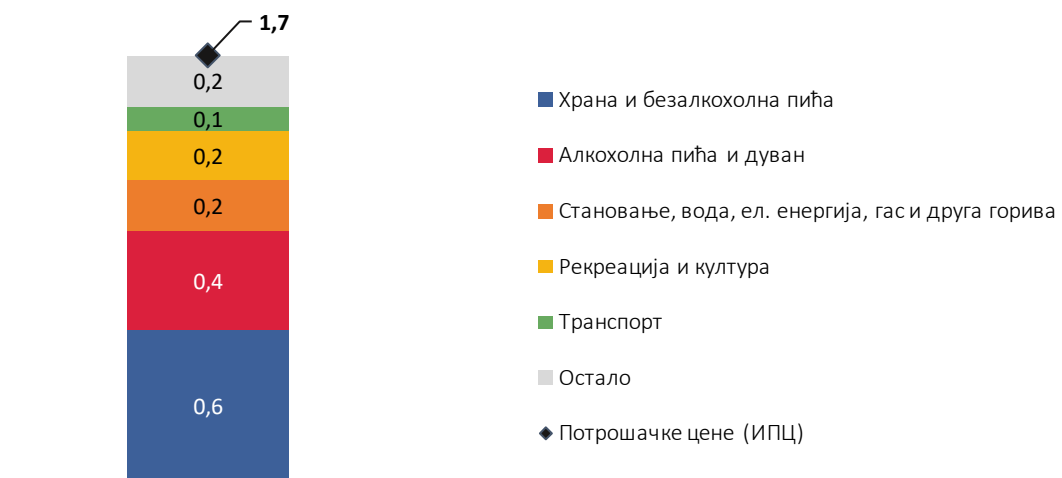 1,7
0,2
0,1
0,2
0,2
0,4
0,6
Храна и безалкохолна пића
Алкохолна пића и дуван
Становање, вода, ел. енергија, гас и друга горива
Рекреација и култура
Транспорт
Остало
Потрошачке цене (ИПЦ)